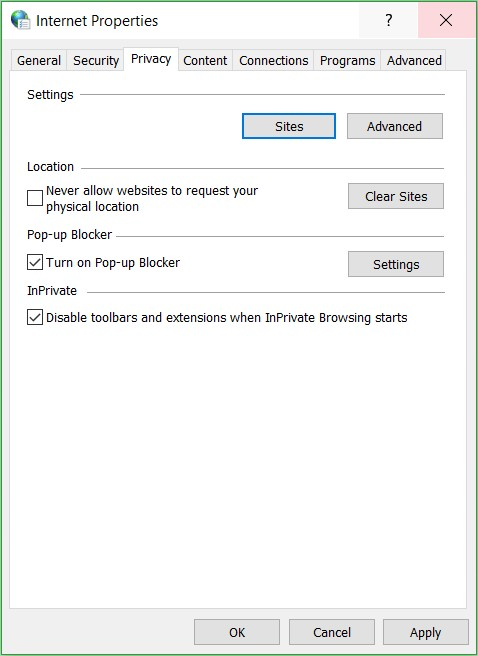 Internet Properties
?
General Security Privacy Content Connections Programs Advanced
Settings
Sites Advanced
Location
Never allow websites to request your
physical location
Clear Sites
Pop-up Blocker
Turn on Pop-up Blocker
Settings
InPrivate
Disable toolbars and extensions when InPrivate Browsing starts
OK Cancel Apply